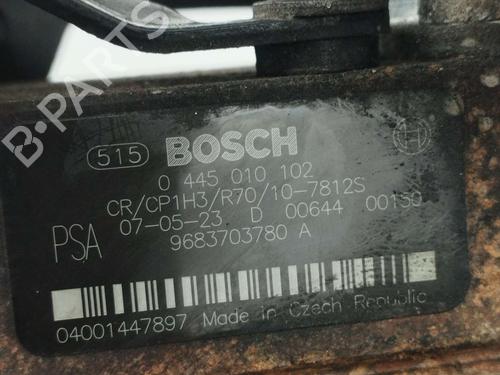 B-Parts
515 BOSCH
0 445 010 102
CR/CP1H3/R70/10-7812S
07-05-23 D 00644 00150
PSA 9683703780 A
04001447897 Made in Czech Republic